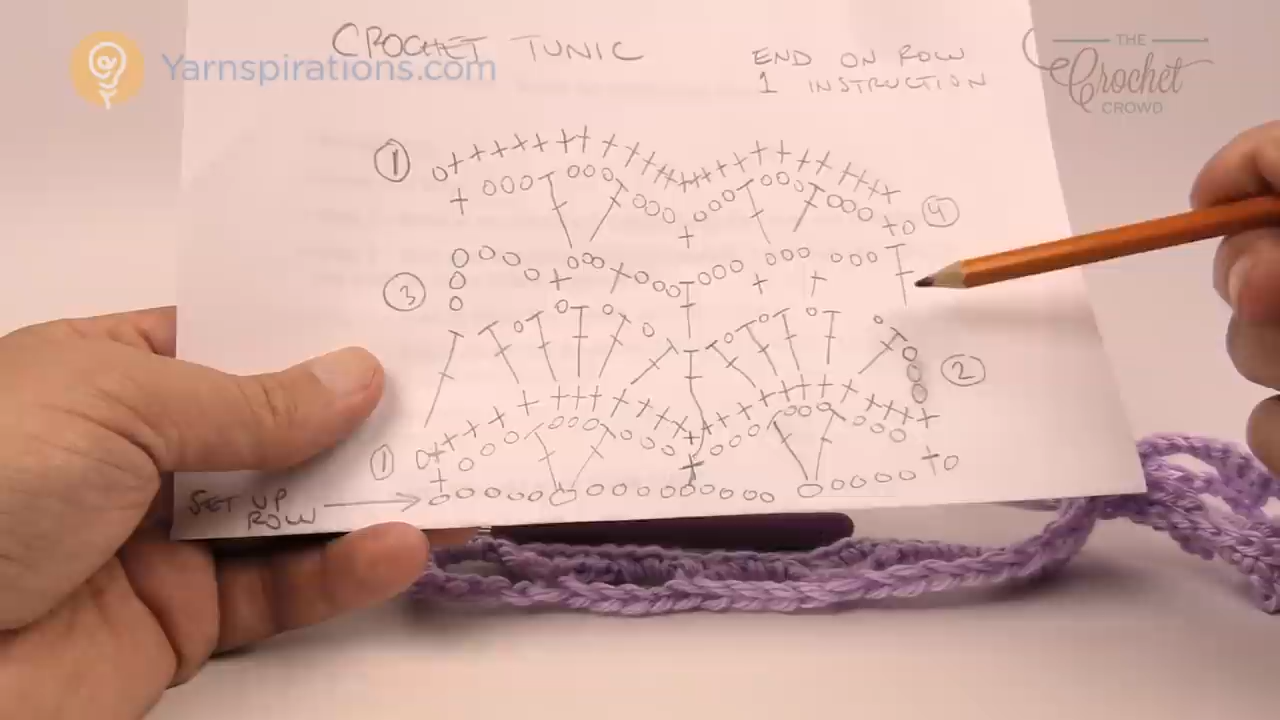 Yarnspirations.com
CROCHET TUNIC
END ON ROW
1 INSTRUCTION
THE
Crochet
CROWD
1
4
3
2
1
SET UP
ROW